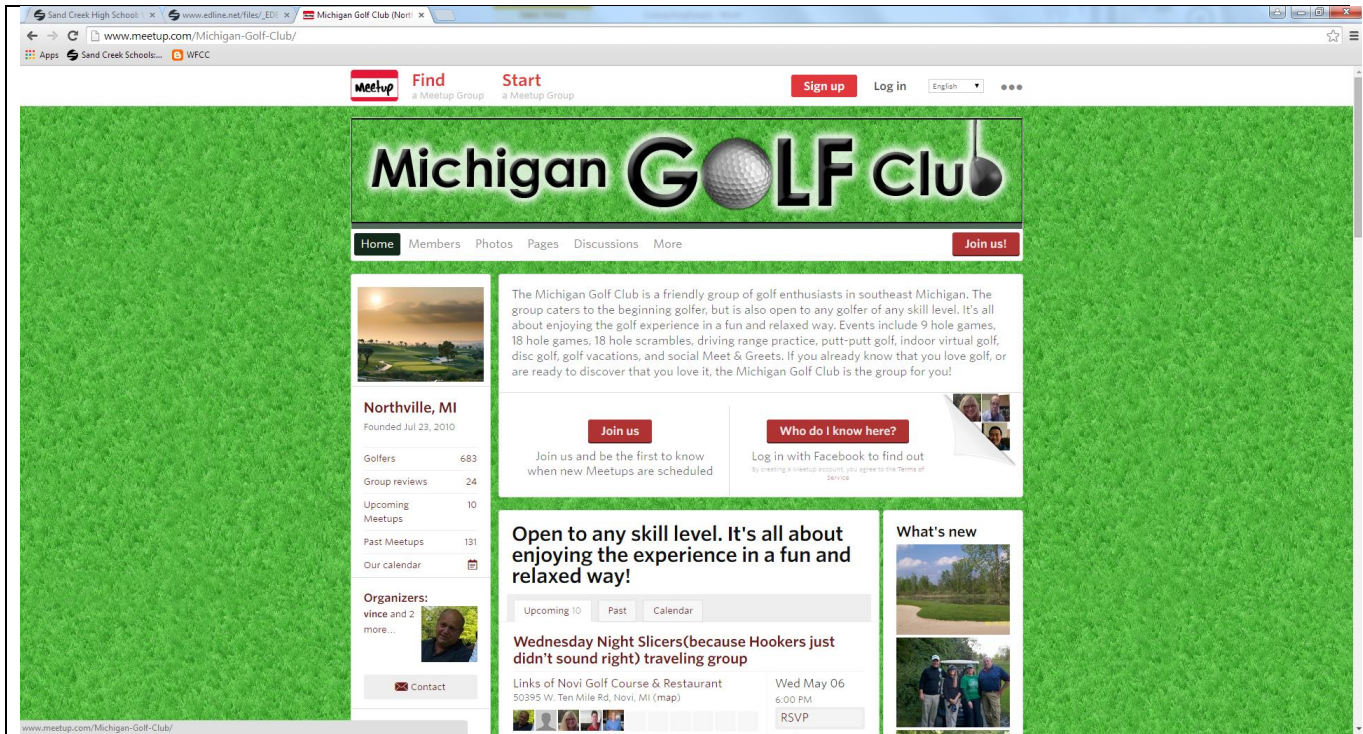 Sand Creek High School: V
www.edline.net/files/_EDE
Michigan Golf Club (North
www.meetup.com/Michigan-Golf-Club/
Apps
Sand Creek Schools:...
WFCC
Meetup
Find
a Meetup Group
Start
a Meetup Group
Sign up
Log in
English
Michigan GOLF Club
Home
Members
Photos
Pages
Discussions
More
Join us!
The Michigan Golf Club is a friendly group of golf enthusiasts in southeast Michigan. The
group caters to the beginning golfer, but is also open to any golfer of any skill level. It's all
about enjoying the golf experience in a fun and relaxed way. Events include 9 hole games,
18 hole games, 18 hole scrambles, driving range practice, putt-putt golf, indoor virtual golf,
disc golf, golf vacations, and social Meet & Greets. If you already know that you love golf, or
are ready to discover that you love it, the Michigan Golf Club is the group for you!
Northville, MI
Founded Jul 23, 2010
Golfers 683
Group reviews 24
Upcoming 10
Meetups
Past Meetups 131
Our calendar
Organizers:
vince and 2
more...
Contact
Join us
Join us and be the first to know
when new Meetups are scheduled
Who do I know here?
Log in with Facebook to find out
By creating a Meetup account, you agree to the Terms of
Service
Open to any skill level. It's all about
enjoying the experience in a fun and
relaxed way!
Upcoming 10
Past
Calendar
Wednesday Night Slicers(because Hookers just
didn't sound right) traveling group
Links of Novi Golf Course & Restaurant
50395 W. Ten Mile Rd, Novi, MI (map)
Wed May 06
6:00 PM
RSVP
What's new
www.meetup.com/Michigan-Golf-Club/